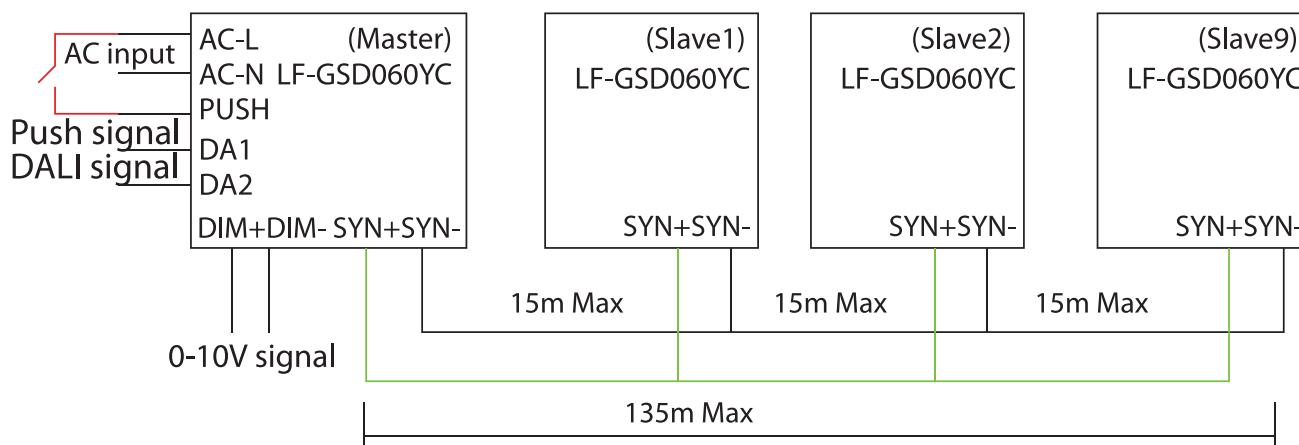 AC-L (Master)
AC input
AC-N LF-GSD060YC
PUSH
Push signal
DA1
DALI signal
DA2
DIM+DIM- SYN+SYN-
0-10V signal
(Slave1)
LF-GSD060YC
SYN+SYN-
(Slave2)
LF-GSD060YC
SYN+SYN-
(Slave9)
LF-GSD060YC
SYN+SYN-
15m Max
15m Max
15m Max
135m Max